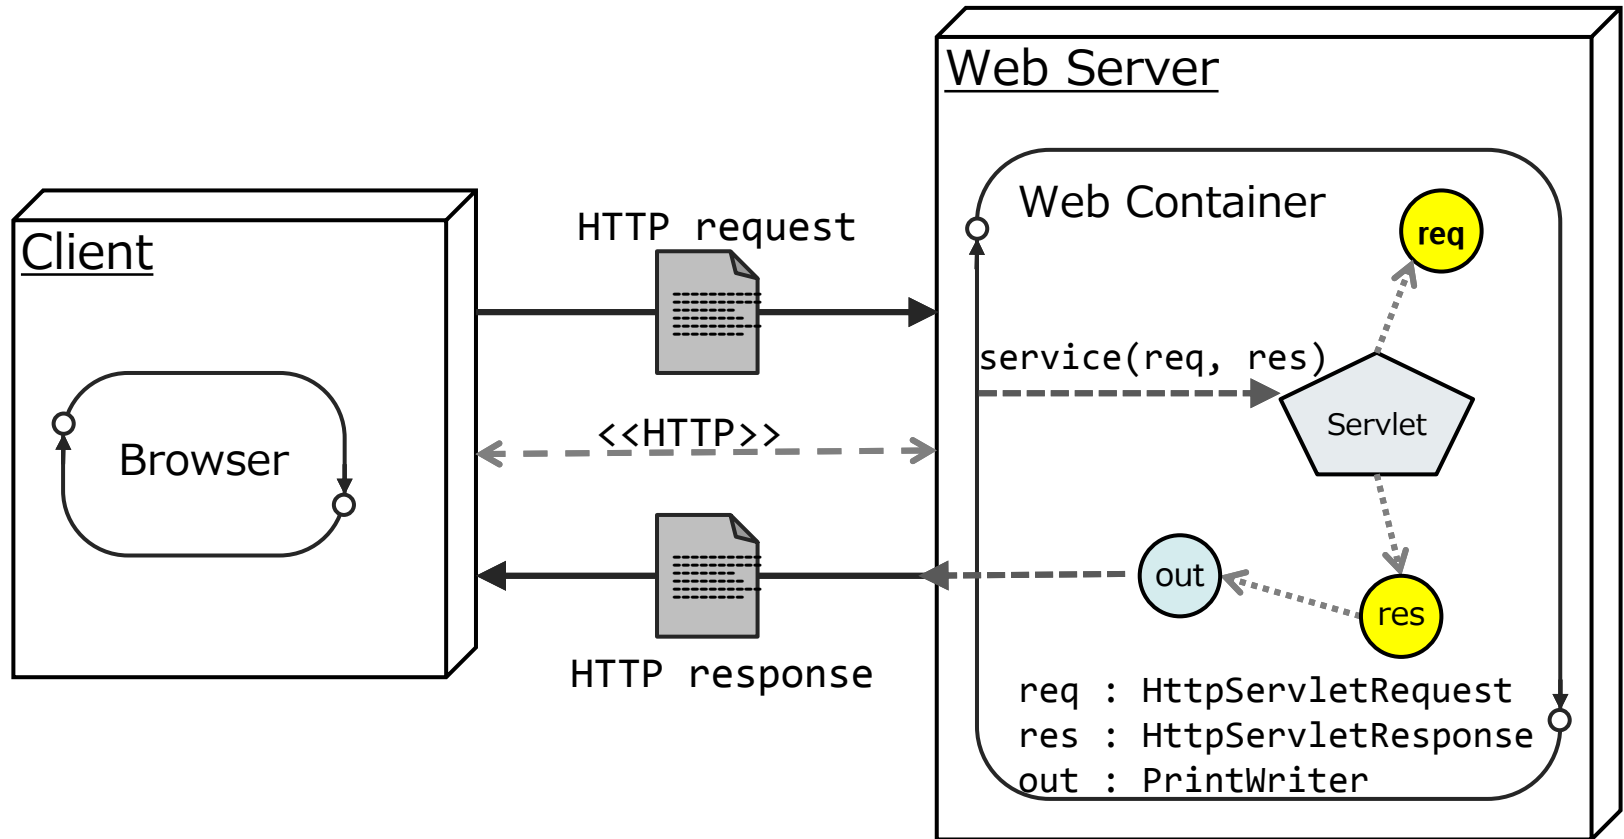 Web Server
Web Container
req
HTTP request
Client
service(req, res)
Servlet
<<HTTP>>
Browser
out
res
HTTP response
req : HttpServletRequest
res : HttpServletResponse
out : PrintWriter